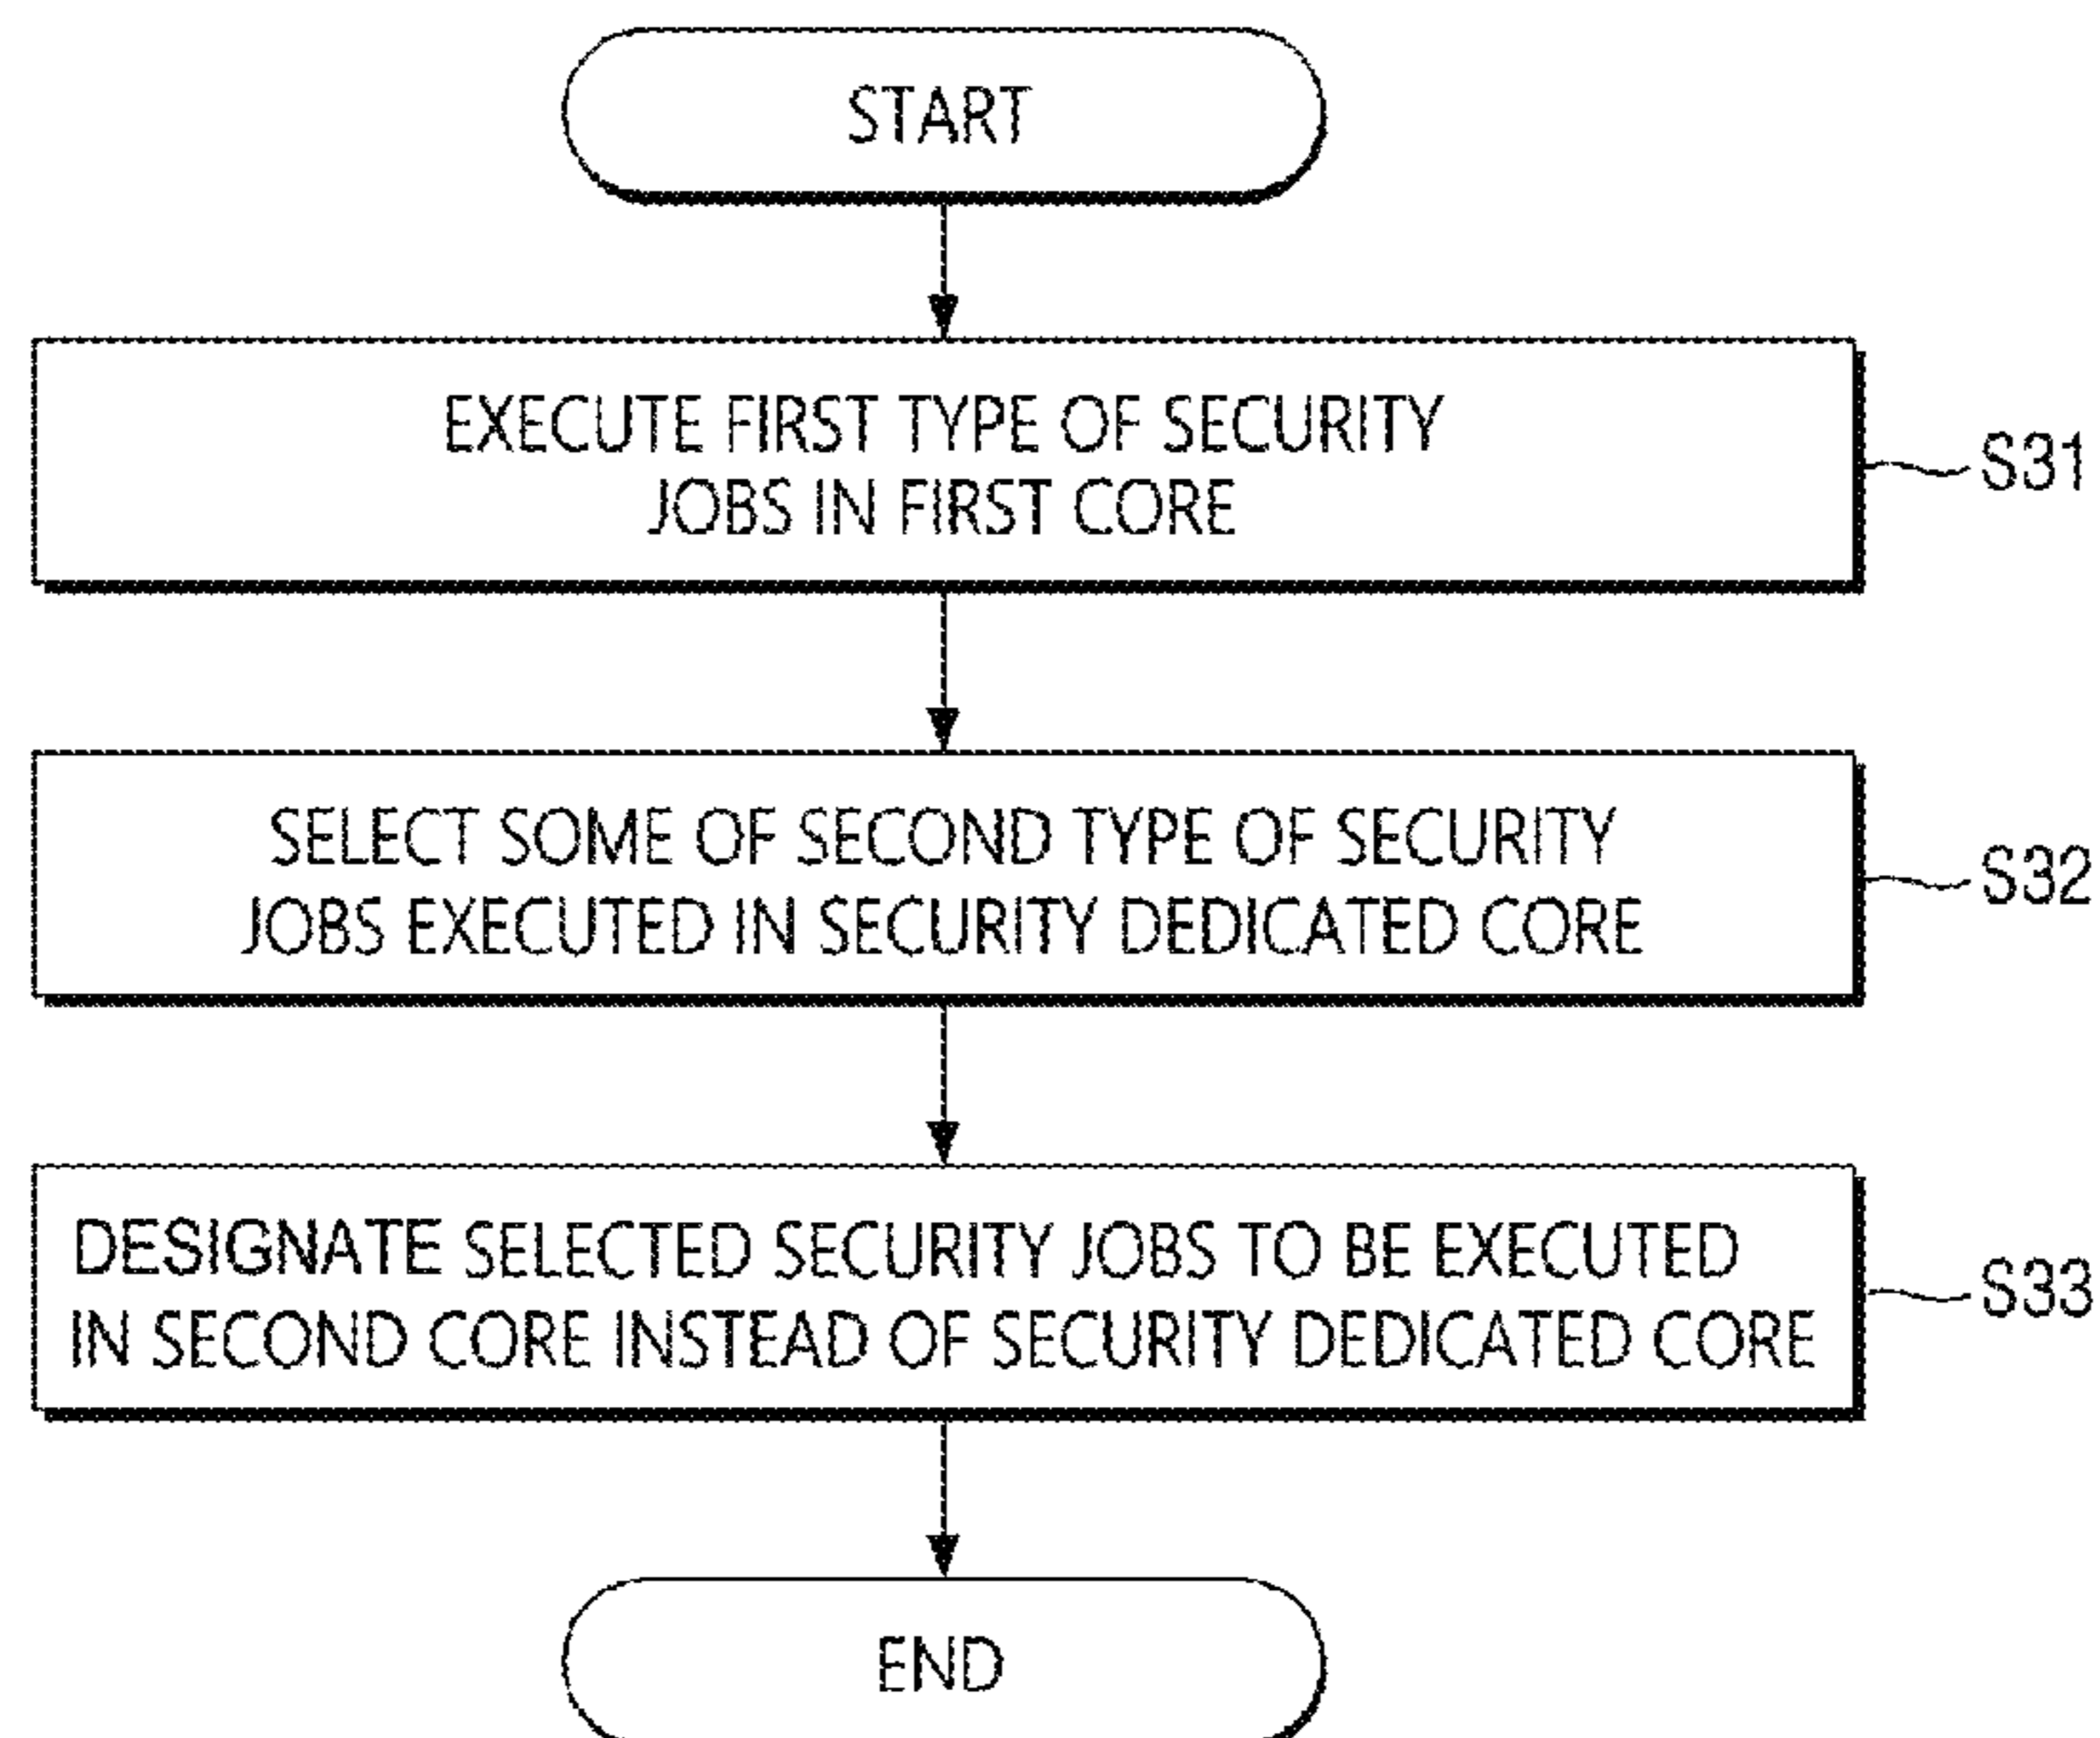 START
EXECUTE FIRST TYPE OF SECURITY
JOBS IN FIRST CORE
S31
SELECT SOME OF SECOND TYPE OF SECURITY
JOBS EXECUTED IN SECURITY DEDICATED CORE
S32
DESIGNATE SELECTED SECURITY JOBS TO BE EXECUTED
IN SECOND CORE INSTEAD OF SECURITY DEDICATED CORE
S33
END